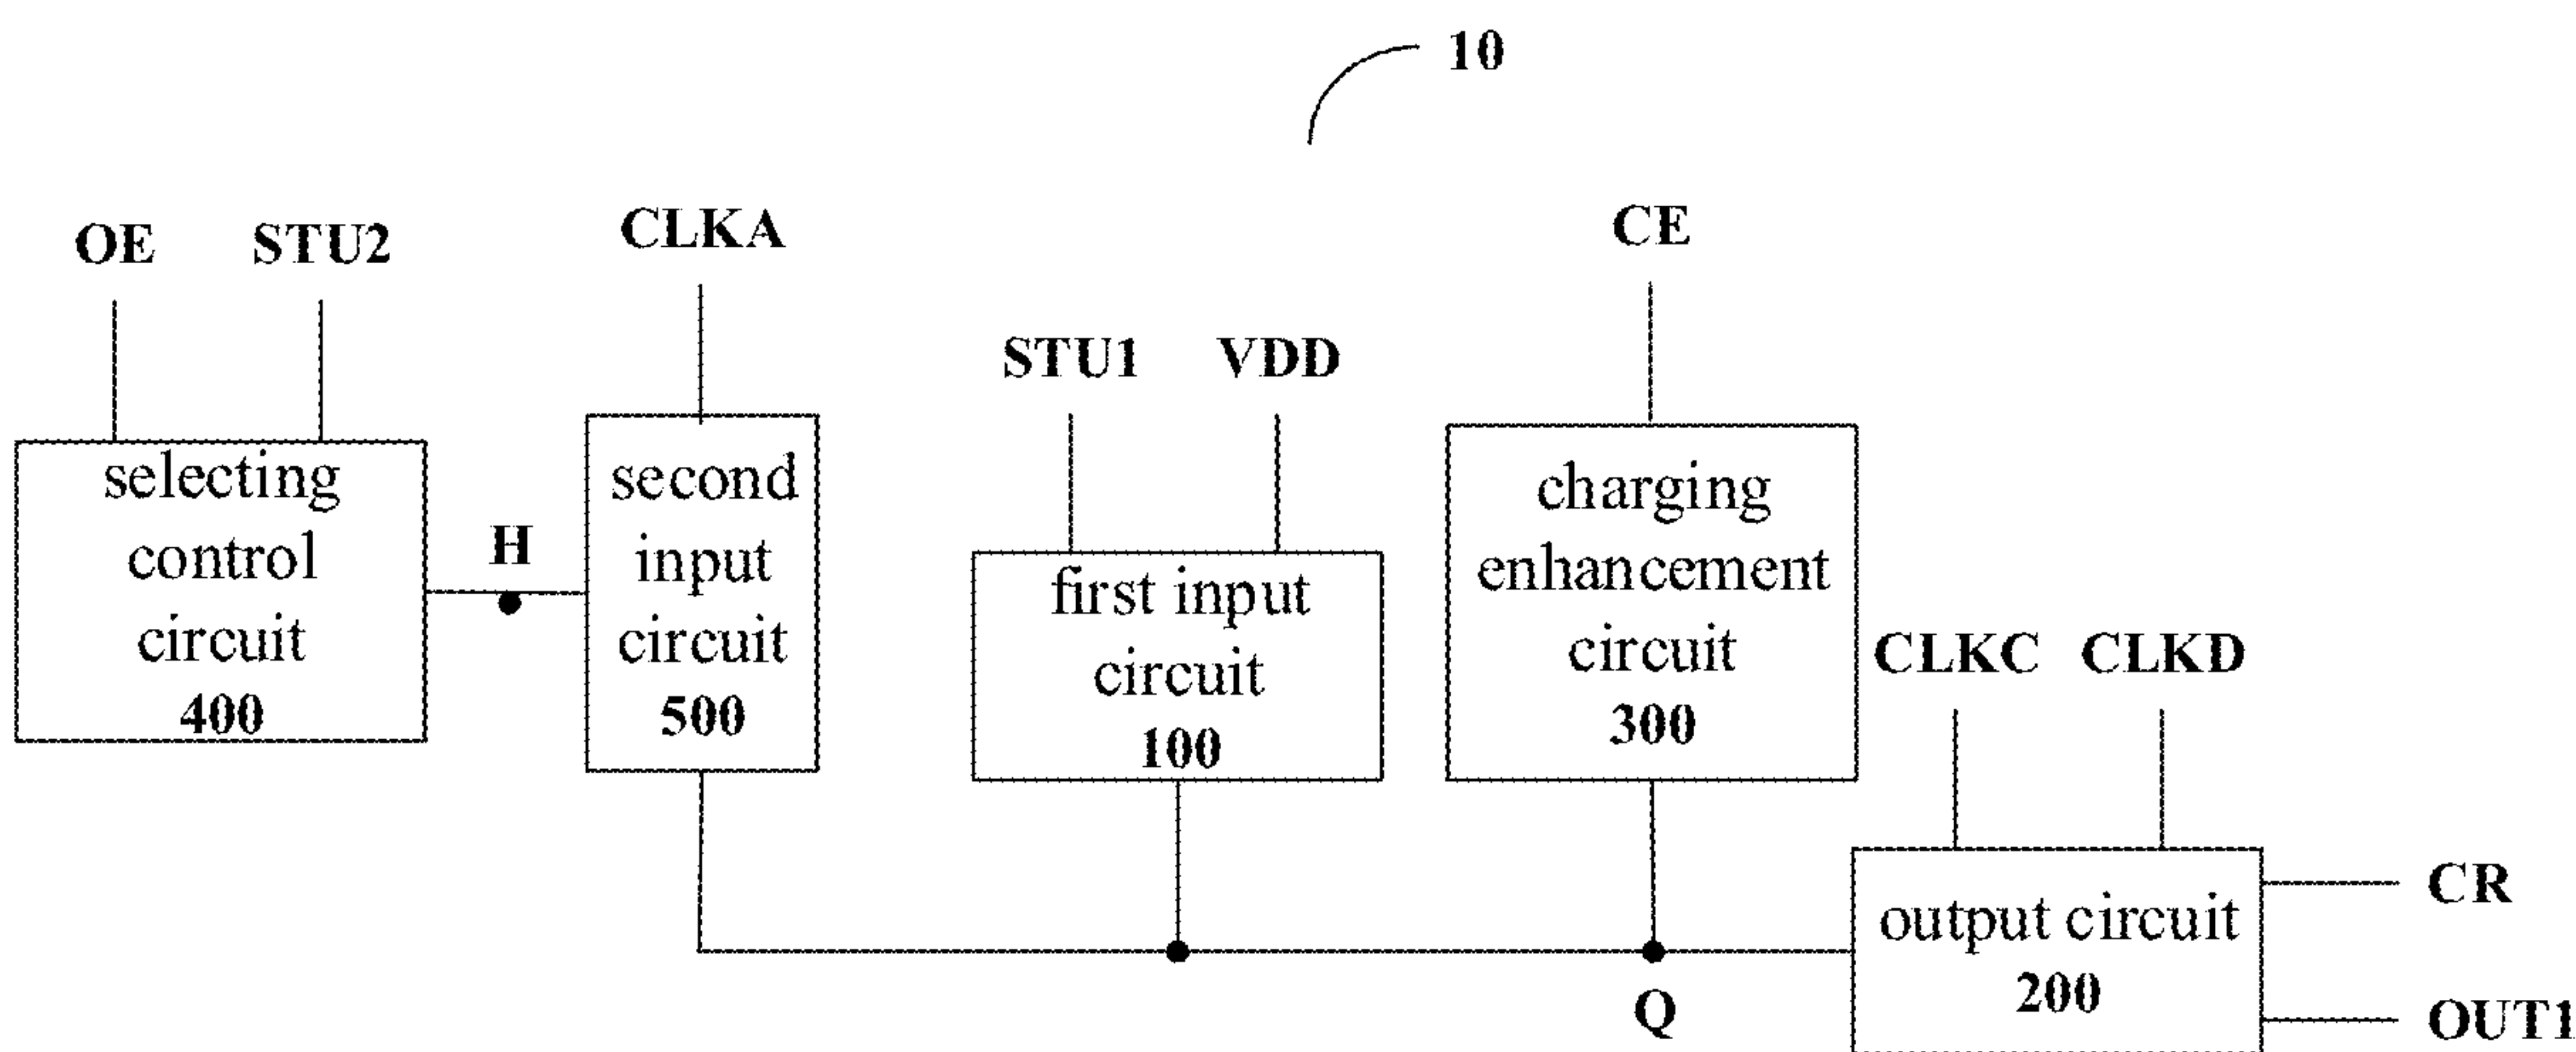 10
OE
STU2
CLKA
CE
STU1
VDD
selecting
control
circuit
400
H
second
input
circuit
500
first input
circuit
100
charging
enhancement
circuit
300
CLKC
CLKD
output circuit
200
CR
OUT1
Q